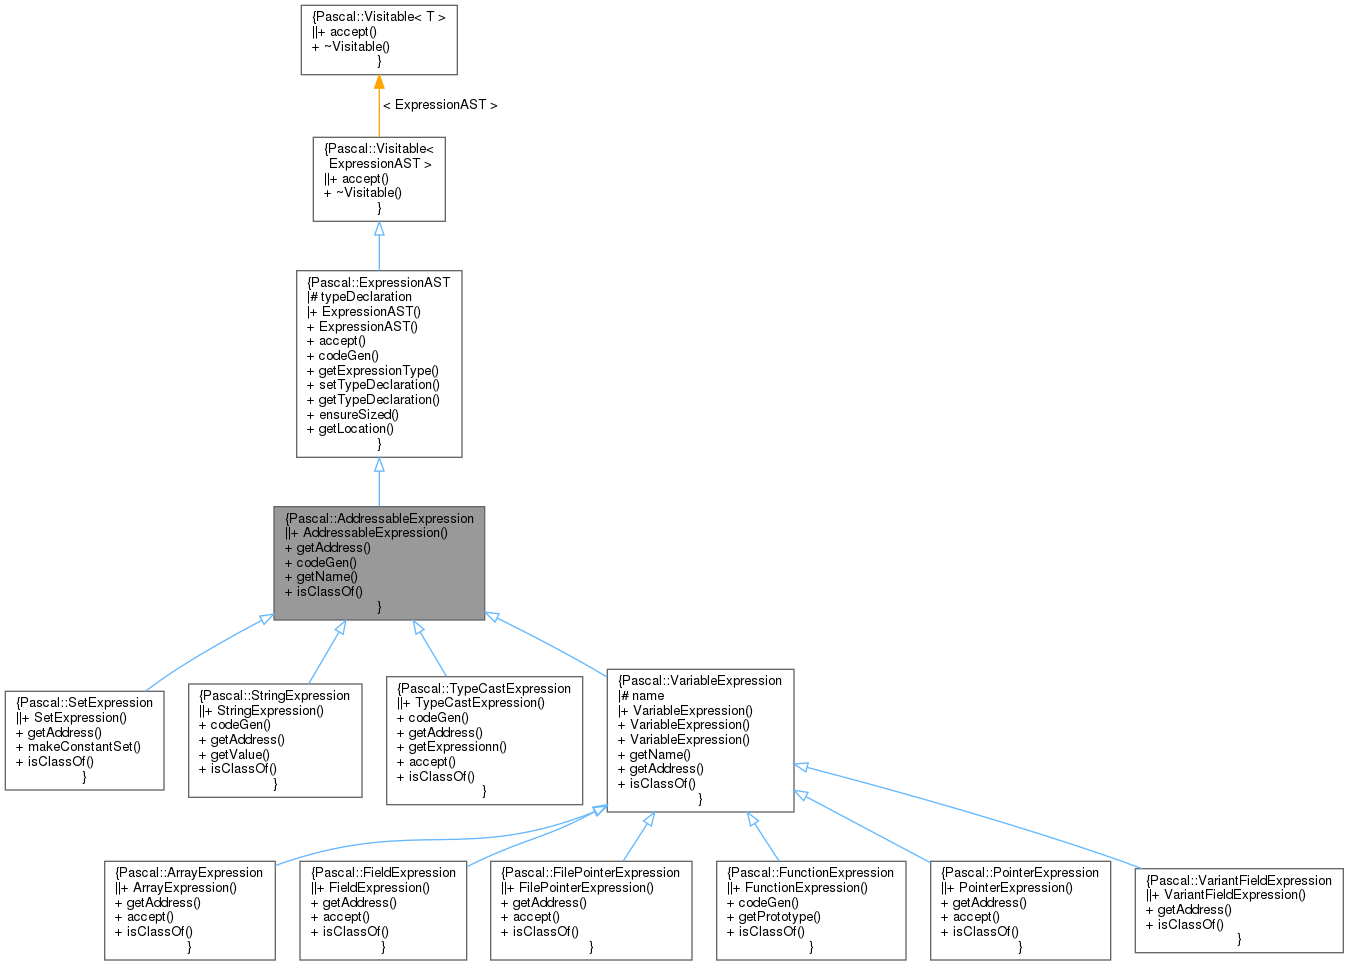 {Pascal::Visitable< T >
||+ accept()
+ ~Visitable()
}
< ExpressionAST >
{Pascal::Visitable<
ExpressionAST >
||+ accept()
+ ~Visitable()
}
{Pascal::ExpressionAST
|# typeDeclaration
|+ ExpressionAST()
+ ExpressionAST()
+ accept()
+ codeGen()
+ getExpressionType()
+ setTypeDeclaration()
+ getTypeDeclaration()
+ ensureSized()
+ getLocation()
}
{Pascal::AddressableExpression
||+ AddressableExpression()
+ getAddress()
+ codeGen()
+ getName()
+ isClassOf()
}
{Pascal::SetExpression
||+ SetExpression()
+ getAddress()
+ makeConstantSet()
+ isClassOf()
}
{Pascal::StringExpression
||+ StringExpression()
+ codeGen()
+ getAddress()
+ getValue()
+ isClassOf()
}
{Pascal::TypeCastExpression
||+ TypeCastExpression()
+ codeGen()
+ getAddress()
+ getExpressionn()
+ accept()
+ isClassOf()
}
{Pascal::VariableExpression
|# name
|+ VariableExpression()
+ VariableExpression()
+ VariableExpression()
+ getName()
+ getAddress()
+ isClassOf()
}
{Pascal::ArrayExpression
||+ ArrayExpression()
+ getAddress()
+ accept()
+ isClassOf()
}
{Pascal::FieldExpression
||+ FieldExpression()
+ getAddress()
+ accept()
+ isClassOf()
}
{Pascal::FilePointerExpression
||+ FilePointerExpression()
+ getAddress()
+ accept()
+ isClassOf()
}
{Pascal::FunctionExpression
||+ FunctionExpression()
+ codeGen()
+ getPrototype()
+ isClassOf()
}
{Pascal::PointerExpression
||+ PointerExpression()
+ getAddress()
+ accept()
+ isClassOf()
}
{Pascal::VariantFieldExpression
||+ VariantFieldExpression()
+ getAddress()
+ isClassOf()
}